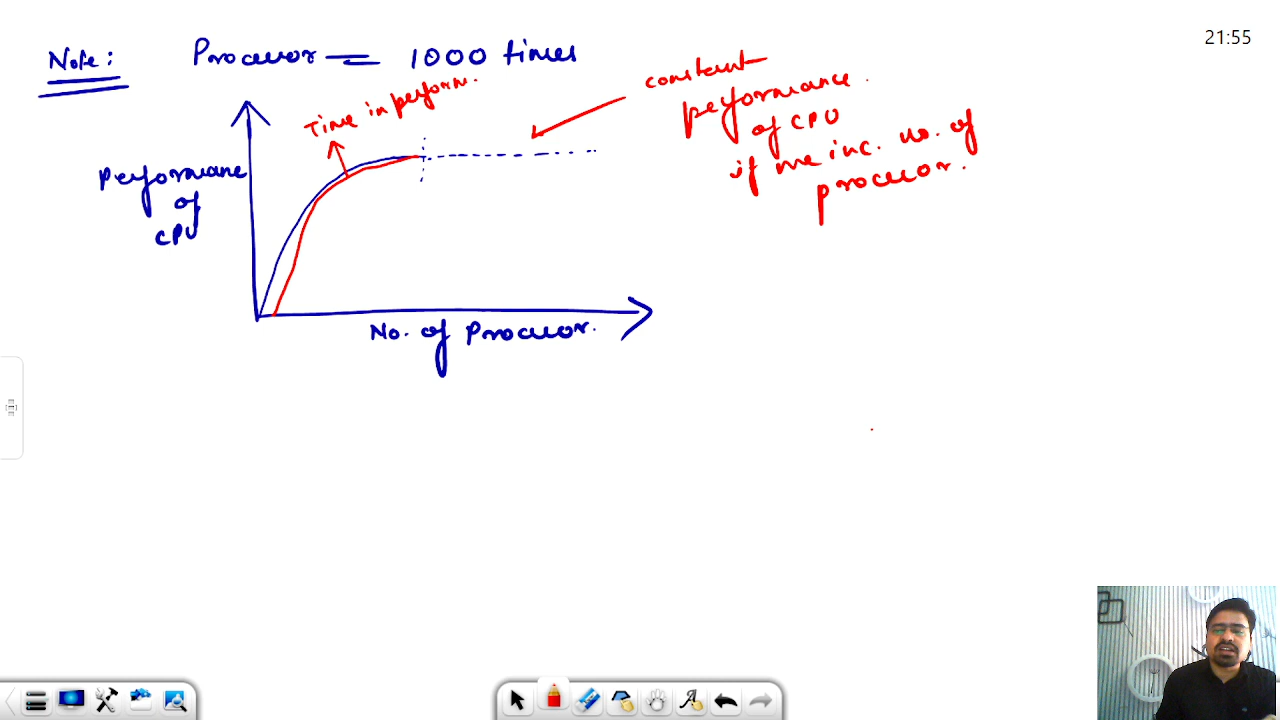 21:55
Note: Processor = 1000 times
Time in perform.
constant
performance
of CPU
if we inc. no. of
processor.
Performance
of
CPU
No. of Processor.